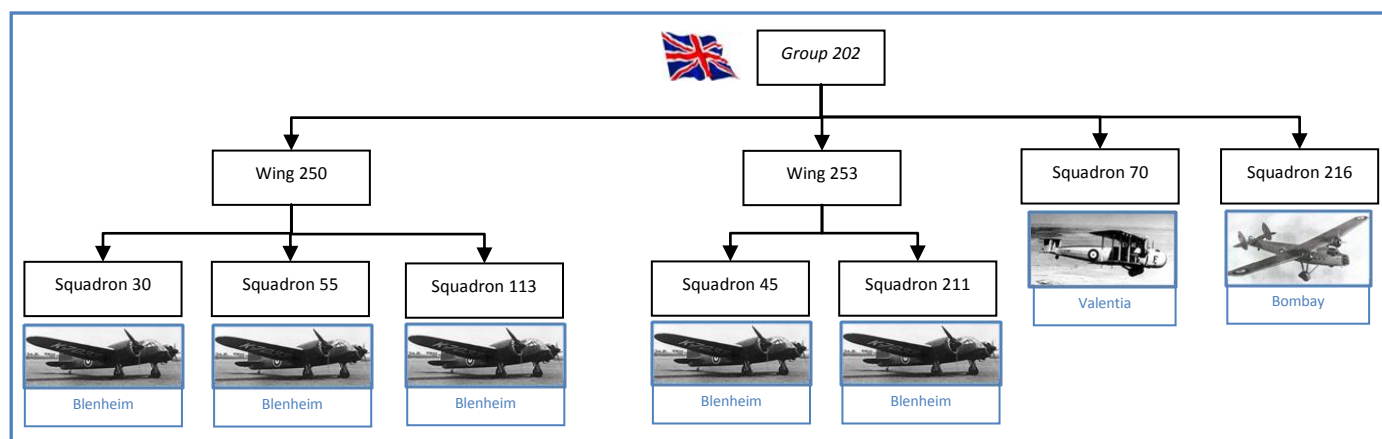 Group 202
Wing 250
Wing 253
Squadron 70
Squadron 216
Valentia
Bombay
Squadron 30
Squadron 55
Squadron 113
Squadron 45
Squadron 211
Blenheim
Blenheim
Blenheim
Blenheim
Blenheim